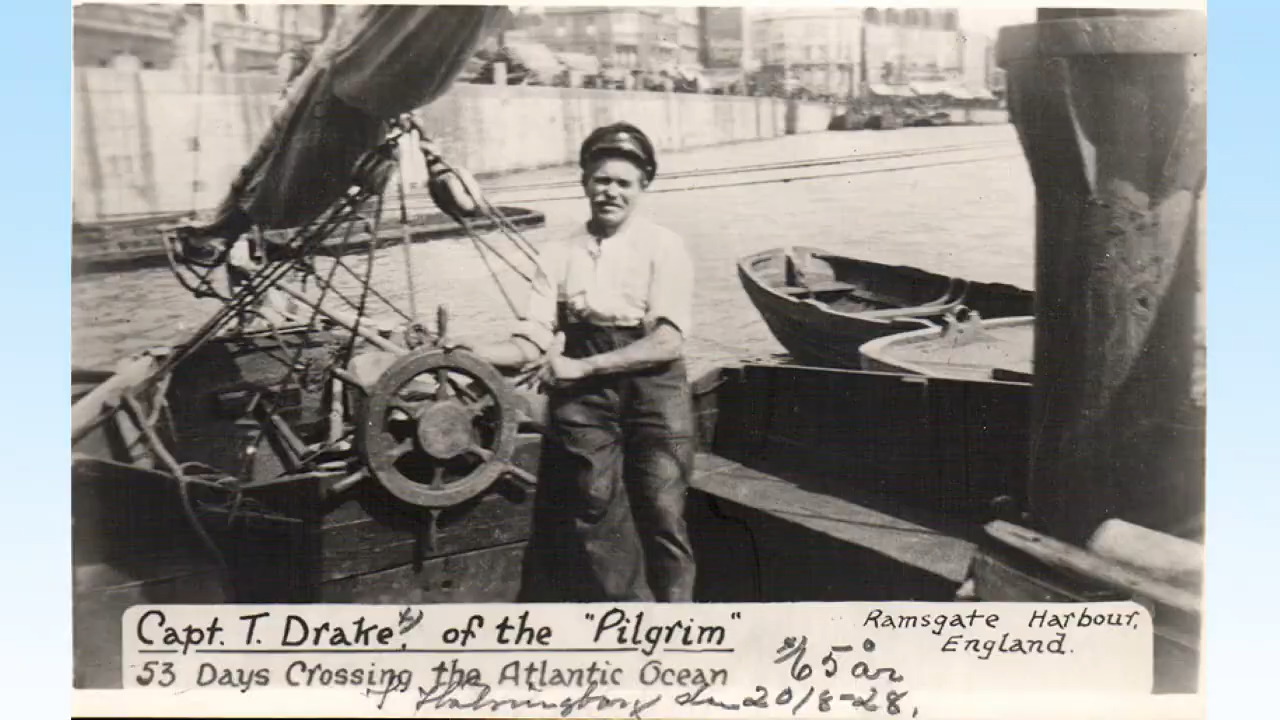 Capt. T. Drake, of the "Pilgrim"
53 Days Crossing the Atlantic Ocean
Ramsgate Harbour,
England.
65 år
den 20/8-28,